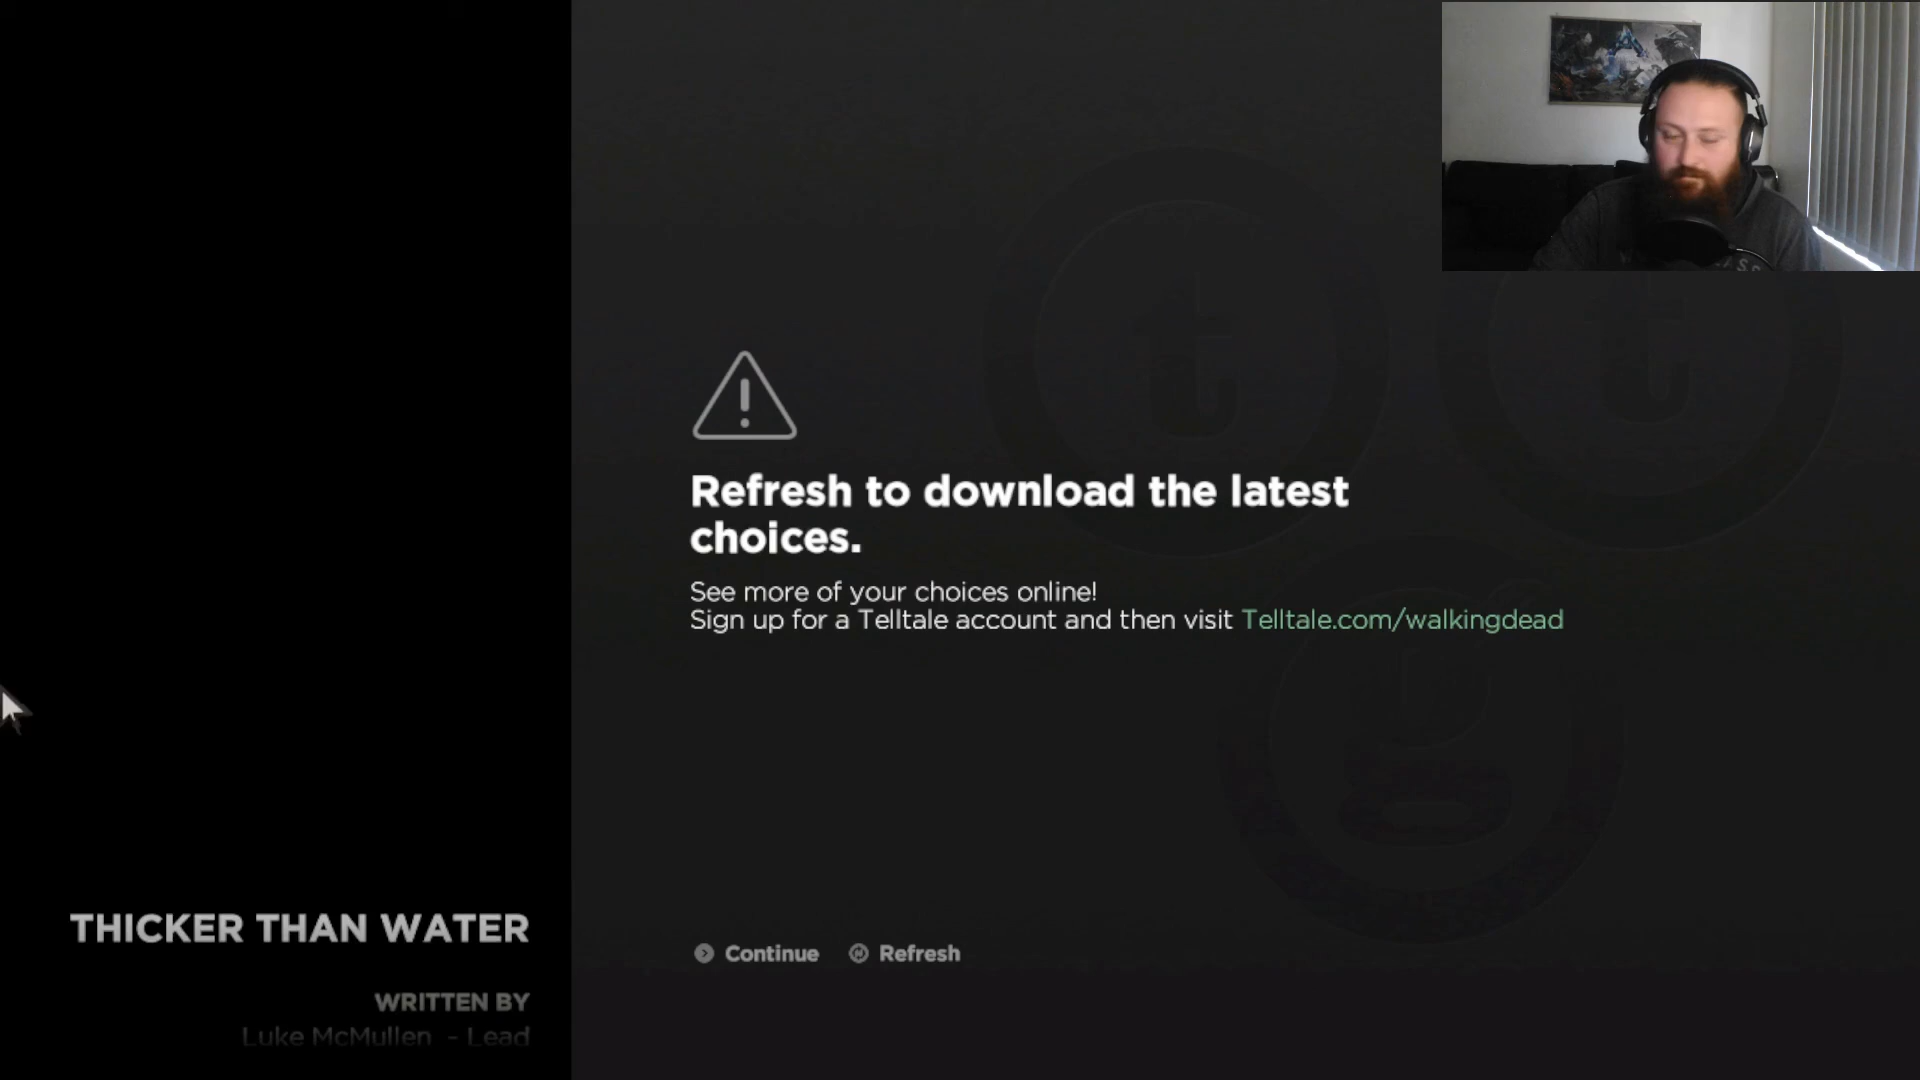 Refresh to download the latest
choices.
See more of your choices online!
Sign up for a Telltale account and then visit Telltale.com/walkingdead
Continue
Refresh
THICKER THAN WATER
WRITTEN BY
Luke McMullen - Lead